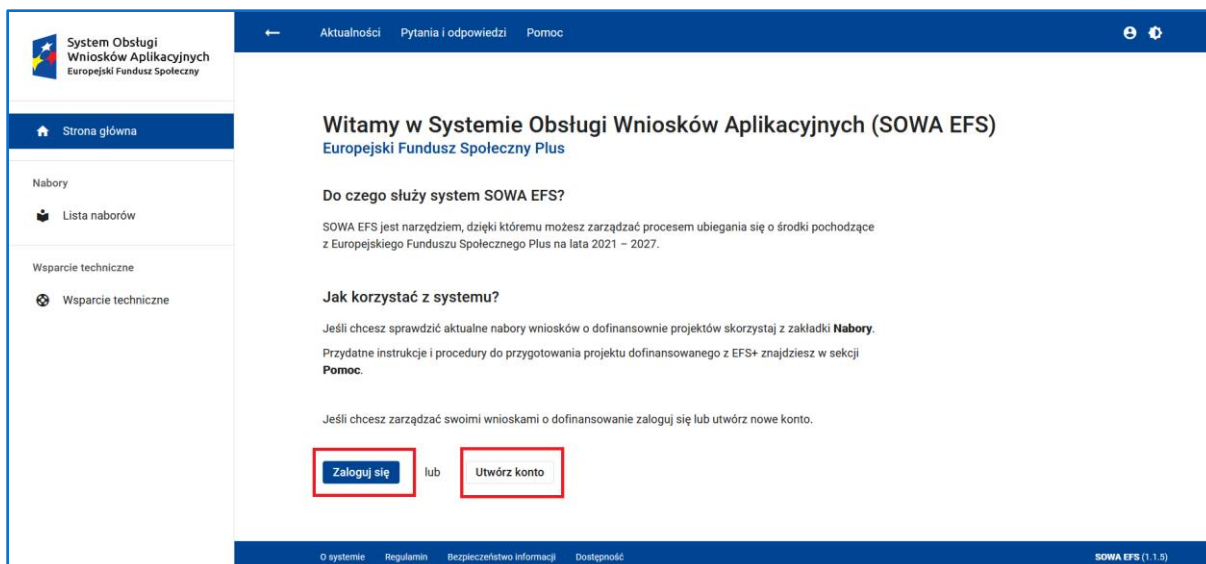 System Obsługi
Wniosków Aplikacyjnych
Europejski Fundusz Społeczny
Aktualności Pytania i odpowiedzi Pomoc
Strona główna
Nabory
Lista naborów
Wsparcie techniczne
Wsparcie techniczne
Witamy w Systemie Obsługi Wniosków Aplikacyjnych (SOWA EFS)
Europejski Fundusz Społeczny Plus
Do czego służy system SOWA EFS?
SOWA EFS jest narzędziem, dzięki któremu możesz zarządzać procesem ubiegania się o środki pochodzące
z Europejskiego Funduszu Społecznego Plus na lata 2021 – 2027.
Jak korzystać z systemu?
Jeśli chcesz sprawdzić aktualne nabory wniosków o dofinansownie projektów skorzystaj z zakładki Nabory.
Przydatne instrukcje i procedury do przygotowania projektu dofinansowanego z EFS+ znajdziesz w sekcji
Pomoc.
Jeśli chcesz zarządzać swoimi wnioskami o dofinansowanie zaloguj się lub utwórz nowe konto.
Zaloguj się lub Utwórz konto
O systemie Regulamin Bezpieczeństwo informacji Dostępność SOWA EFS (1.1.5)